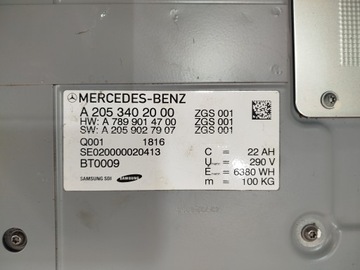 MERCEDES-BENZ
A 205 340 20 00 ZGS 001
HW: A 789 901 47 00 ZGS 001
SW: A 205 902 79 07 ZGS 001
Q001 1816
SE020000020413 C = 22 AH
BT0009 U = 290 V
E = 6380 WH
SAMSUNG SDI SAMSUNG m = 100 KG